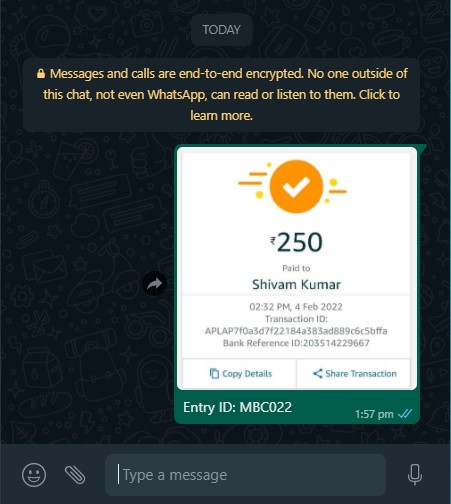 TODAY
Messages and calls are end-to-end encrypted. No one outside of
this chat, not even WhatsApp, can read or listen to them. Click to
learn more.
₹250
Paid to
Shivam Kumar
02:32 PM, 4 Feb 2022
Transaction ID:
APLAP7f0a3d7f22184a383ad889c6c5bffa
Bank Reference ID:203514229667
Copy Details
Share Transaction
Entry ID: MBC022
1:57 pm
Type a message